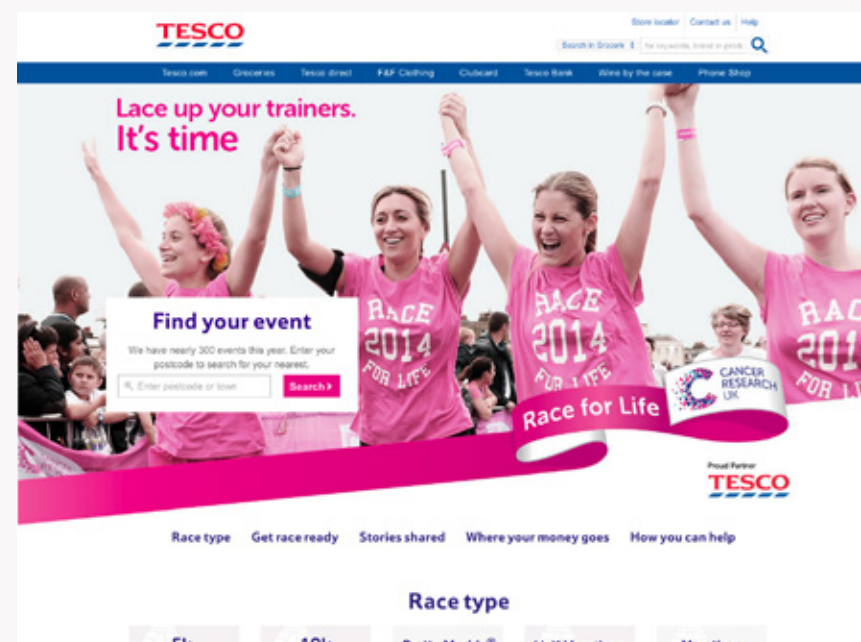 TESCO
Store locator Contact us Help
Search in
Tesco.com Groceries Tesco direct F&F Clothing Clubcard Tesco Bank Wine by the case Phone Shop
Lace up your trainers.
It's time
RACE
2014
FOR LIFE
RACE
2014
FOR LIFE
RAC
201
FOR LI
Find your event
We have nearly 300 events this year. Enter your
postcode to search for your nearest.
Enter postcode or town
Search >
Race for Life
CANCER
RESEARCH
UK
Proud Partner
TESCO
Race type Get race ready Stories shared Where your money goes How you can help
Race type
5k 10k